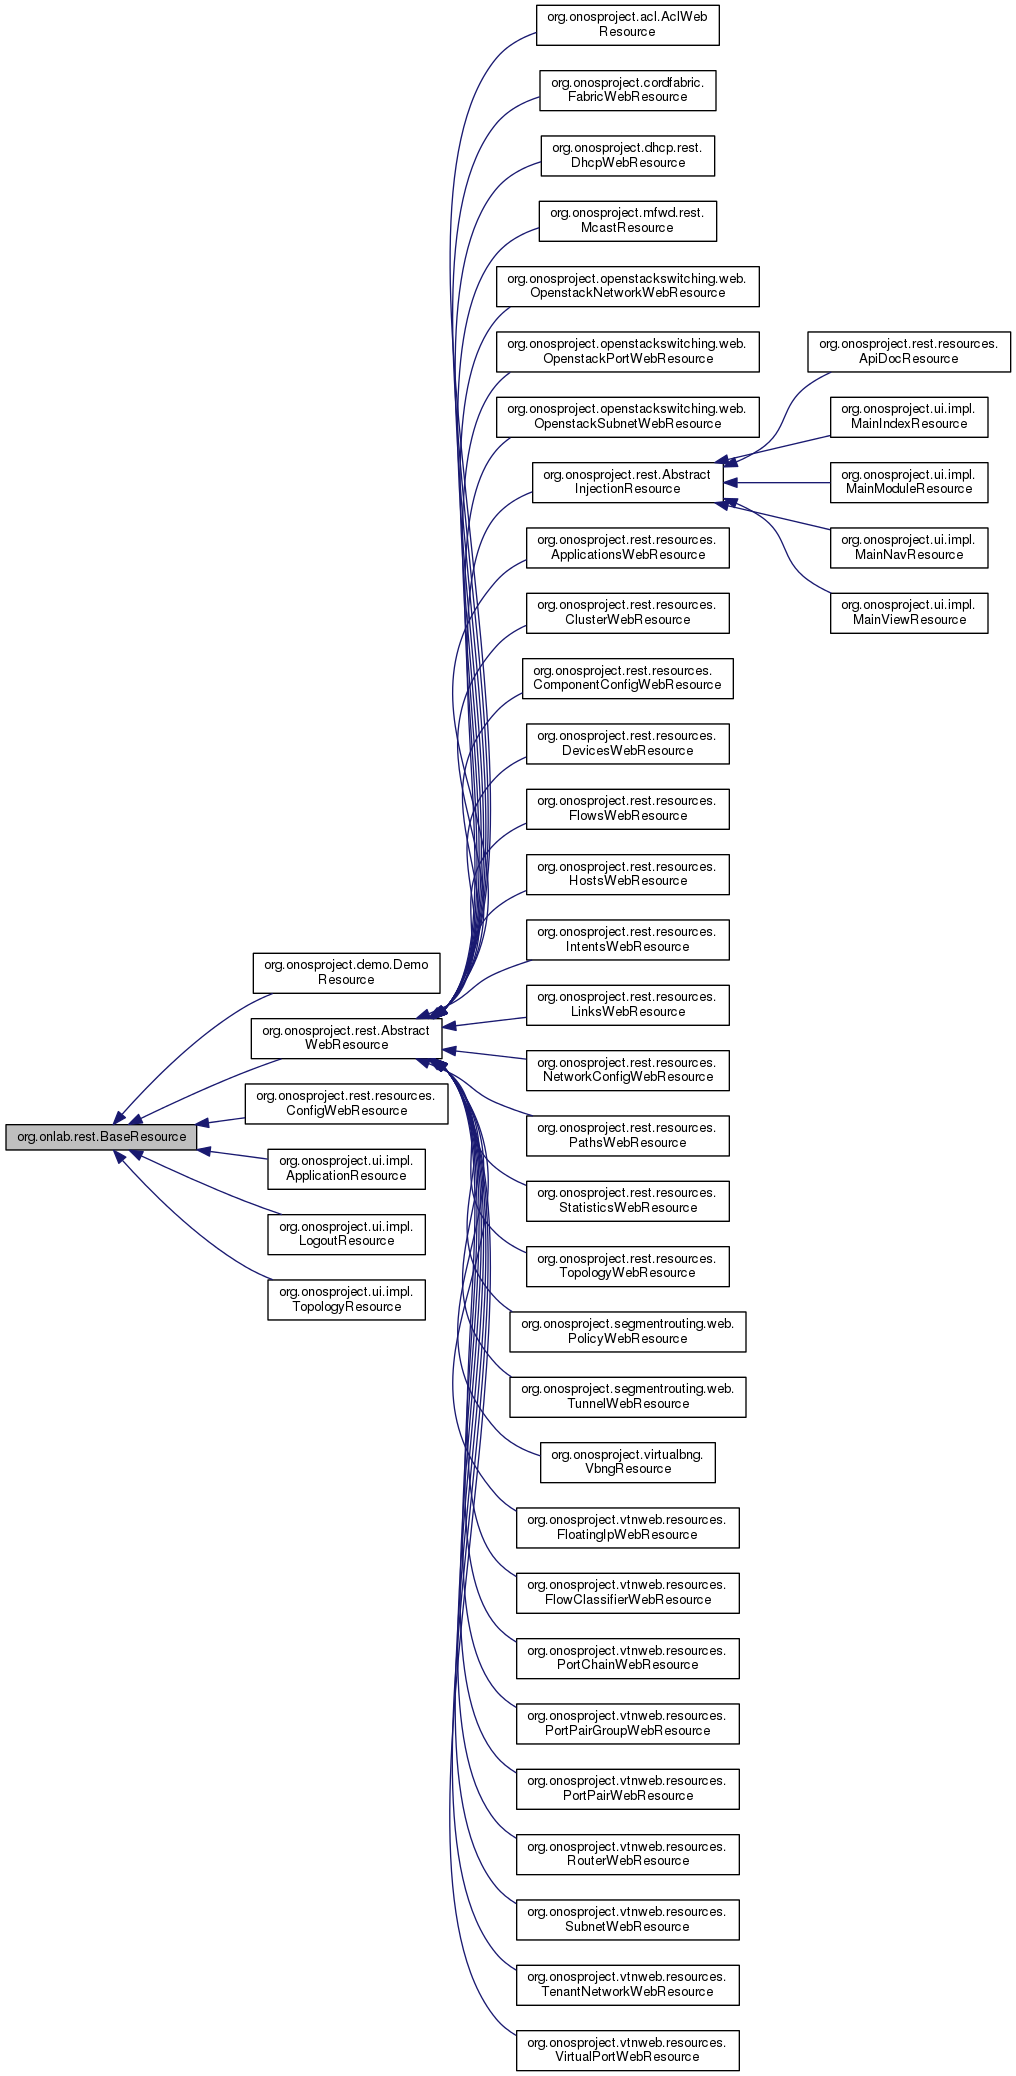 org.onosproject.acl.AclWeb
Resource
org.onosproject.cordfabric.
FabricWebResource
org.onosproject.dhcp.rest.
DhcpWebResource
org.onosproject.mfwd.rest.
McastResource
org.onosproject.openstackswitching.web.
OpenstackNetworkWebResource
org.onosproject.openstackswitching.web.
OpenstackPortWebResource
org.onosproject.openstackswitching.web.
OpenstackSubnetWebResource
org.onosproject.rest.Abstract
InjectionResource
org.onosproject.rest.resources.
ApiDocResource
org.onosproject.ui.impl.
MainIndexResource
org.onosproject.ui.impl.
MainModuleResource
org.onosproject.ui.impl.
MainNavResource
org.onosproject.ui.impl.
MainViewResource
org.onosproject.rest.resources.
ApplicationsWebResource
org.onosproject.rest.resources.
ClusterWebResource
org.onosproject.rest.resources.
ComponentConfigWebResource
org.onosproject.rest.resources.
DevicesWebResource
org.onosproject.rest.resources.
FlowsWebResource
org.onosproject.rest.resources.
HostsWebResource
org.onosproject.rest.resources.
IntentsWebResource
org.onosproject.rest.resources.
LinksWebResource
org.onosproject.rest.resources.
NetworkConfigWebResource
org.onosproject.rest.resources.
PathsWebResource
org.onosproject.rest.resources.
StatisticsWebResource
org.onosproject.rest.resources.
TopologyWebResource
org.onosproject.segmentrouting.web.
PolicyWebResource
org.onosproject.segmentrouting.web.
TunnelWebResource
org.onosproject.virtualbng.
VbngResource
org.onosproject.vtnweb.resources.
FloatingIpWebResource
org.onosproject.vtnweb.resources.
FlowClassifierWebResource
org.onosproject.vtnweb.resources.
PortChainWebResource
org.onosproject.vtnweb.resources.
PortPairGroupWebResource
org.onosproject.vtnweb.resources.
PortPairWebResource
org.onosproject.vtnweb.resources.
RouterWebResource
org.onosproject.vtnweb.resources.
SubnetWebResource
org.onosproject.vtnweb.resources.
TenantNetworkWebResource
org.onosproject.vtnweb.resources.
VirtualPortWebResource
org.onosproject.demo.Demo
Resource
org.onosproject.rest.Abstract
WebResource
org.onosproject.rest.resources.
ConfigWebResource
org.onosproject.ui.impl.
ApplicationResource
org.onosproject.ui.impl.
LogoutResource
org.onosproject.ui.impl.
TopologyResource
org.onlab.rest.BaseResource